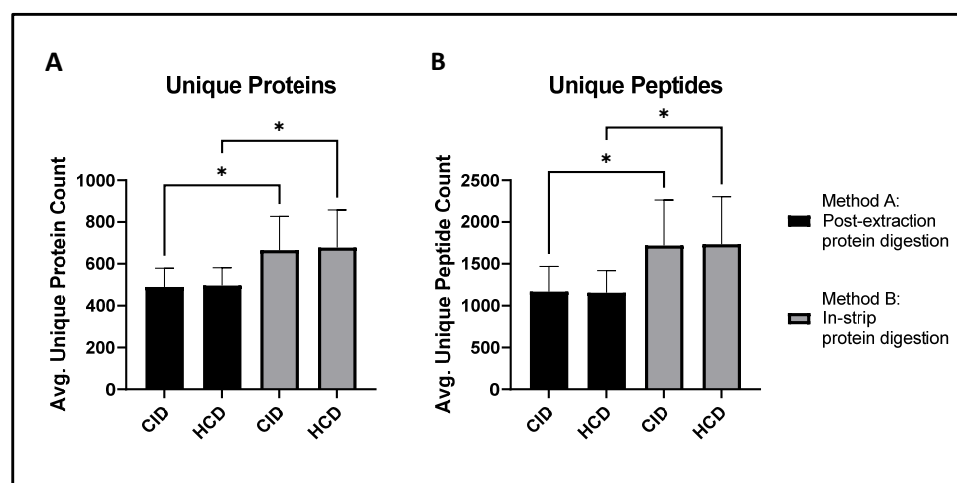 A
Unique Proteins
*
*
Avg. Unique Protein Count
1000
800
600
400
200
0
CID
HCD
CID
HCD
B
Unique Peptides
*
*
Avg. Unique Peptide Count
2500
2000
1500
1000
500
0
CID
HCD
CID
HCD
Method A:
Post-extraction
protein digestion
Method B:
In-strip
protein digestion